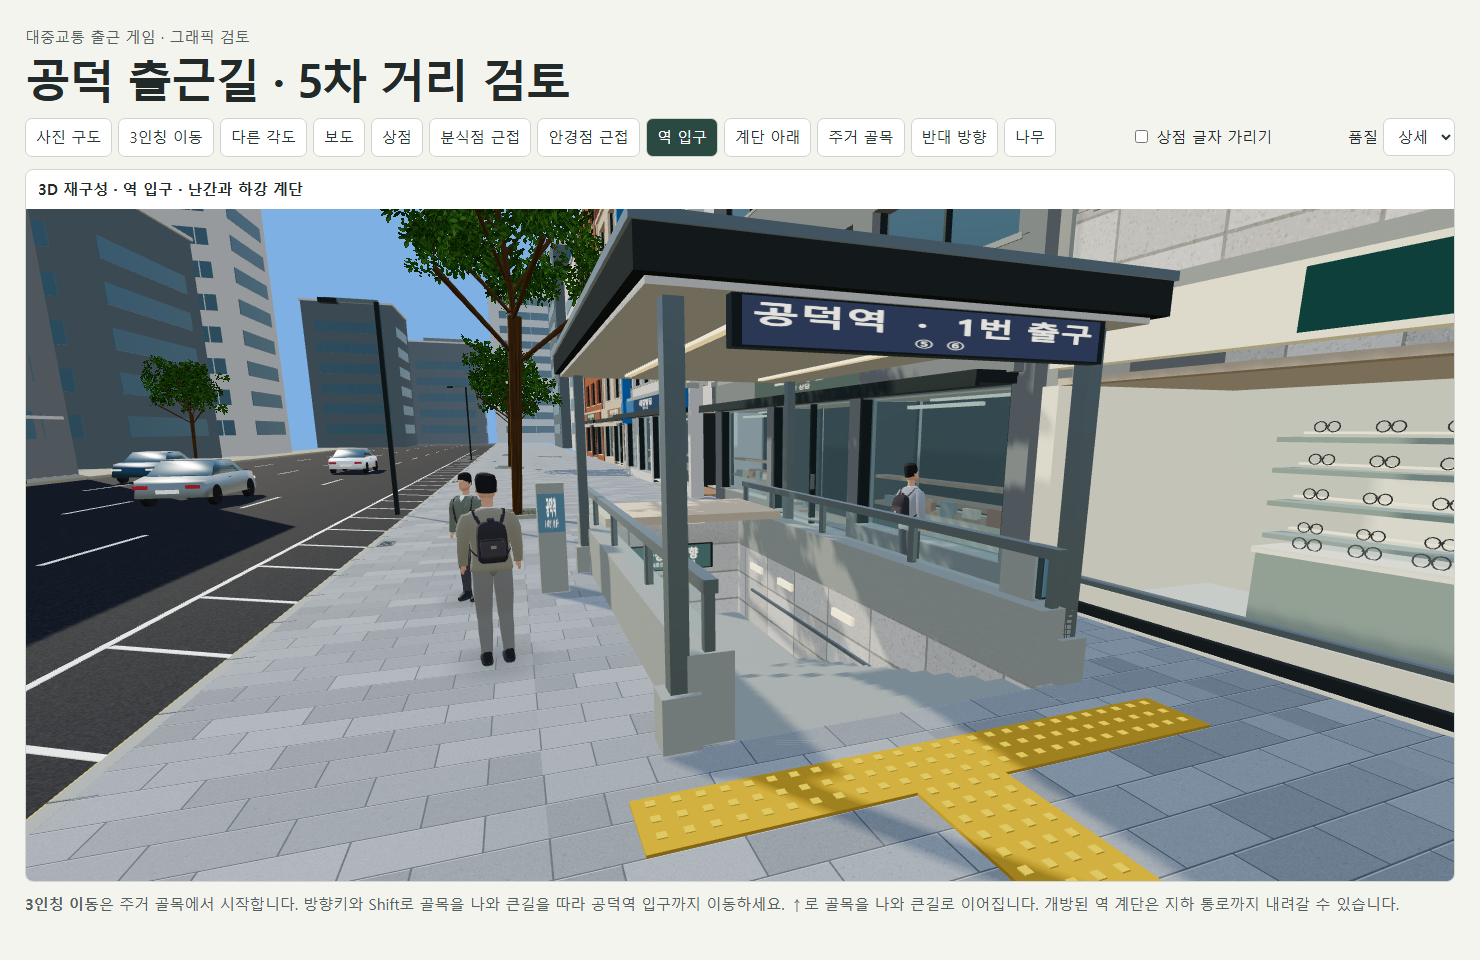 대중교통 출근 게임 · 그래픽 검토
공덕 출근길 · 5차 거리 검토
사진 구도
3인칭 이동
다른 각도
보도
상점
분식점 근접
안경점 근접
역 입구
계단 아래
주거 골목
반대 방향
나무
상점 글자 가리기
품질
상세
3D 재구성 · 역 입구 · 난간과 하강 계단
공덕역 · 1번 출구
⑤ ⑥
공덕역
향
3인칭 이동은 주거 골목에서 시작합니다. 방향키와 Shift로 골목을 나와 큰길을 따라 공덕역 입구까지 이동하세요. ↑로 골목을 나와 큰길로 이어집니다. 개방된 역 계단은 지하 통로까지 내려갈 수 있습니다.